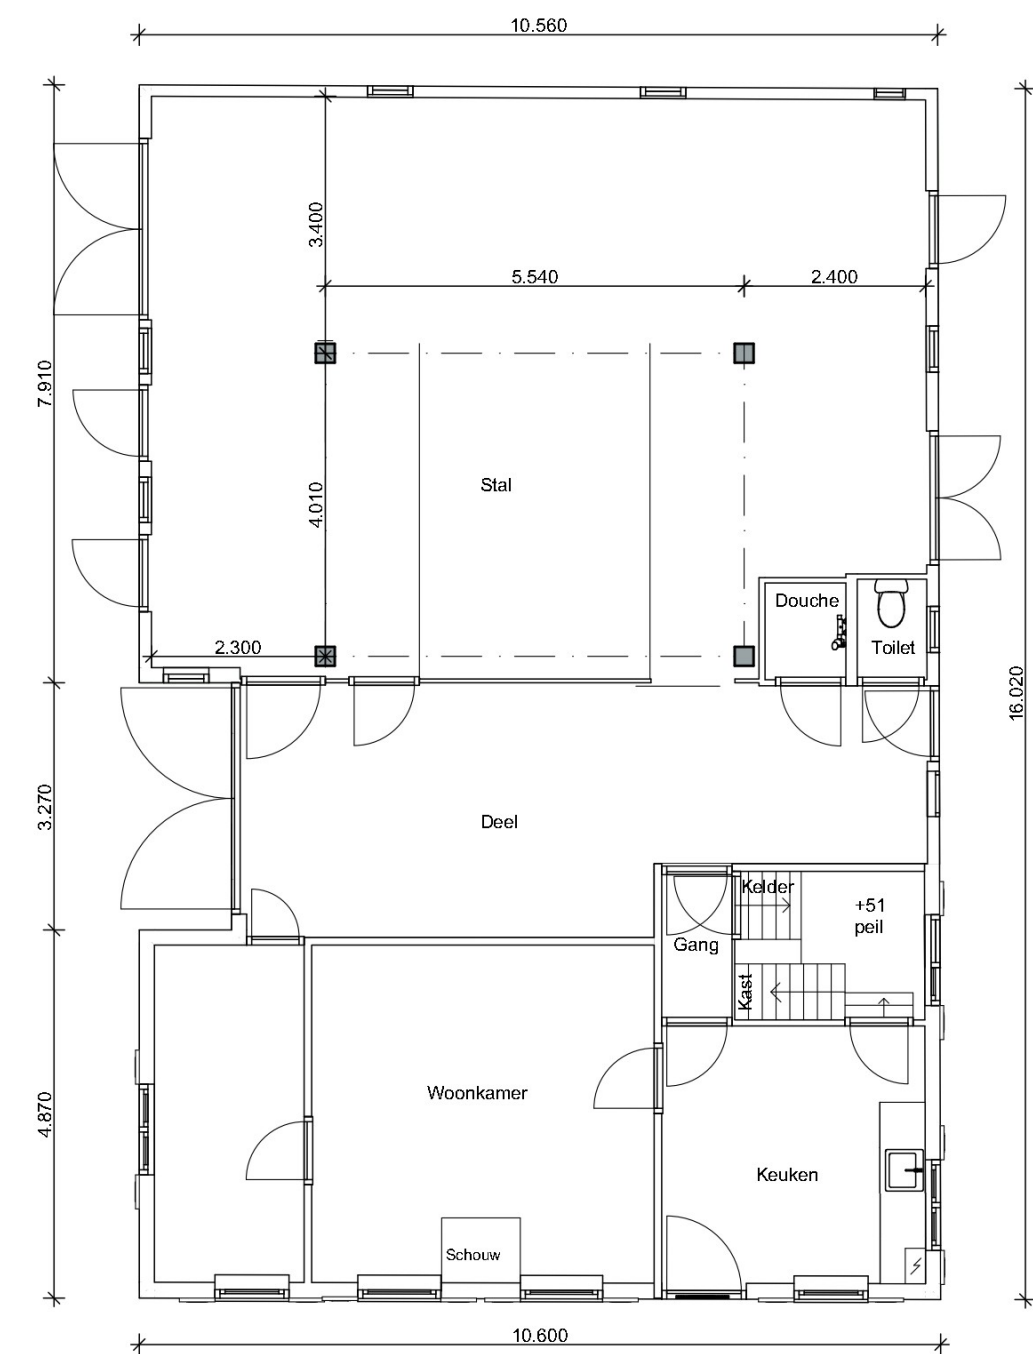 10.560
3.400
5.540
2.400
7.910
Stal
4.010
Douche
Toilet
2.300
16.020
3.270
Deel
Kelder
+51
peil
Gang
Kast
4.870
Woonkamer
Keuken
Schouw
10.600